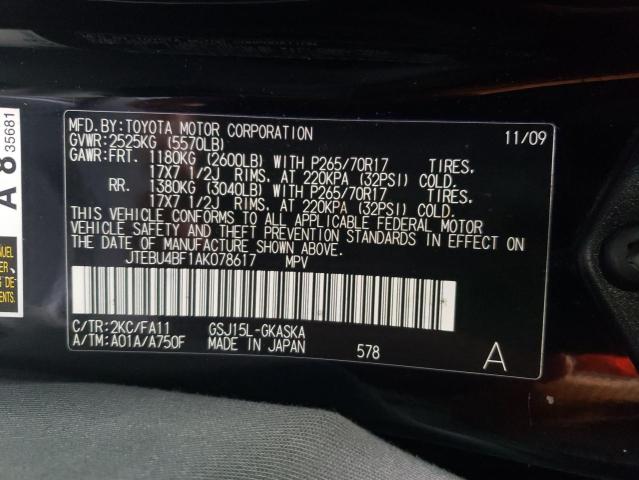 MFD.BY:TOYOTA MOTOR CORPORATION 11/09
GVWR:2525KG (5570LB)
GAWR:FRT. 1180KG (2600LB) WITH P265/70R17 TIRES.
17X7 1/2J RIMS. AT 220KPA (32PSI) COLD.
RR. 1380KG (3040LB) WITH P265/70R17 TIRES.
17X7 1/2J RIMS. AT 220KPA (32PSI) COLD.
THIS VEHICLE CONFORMS TO ALL APPLICABLE FEDERAL MOTOR
VEHICLE SAFETY AND THEFT PREVENTION STANDARDS IN EFFECT
ON THE DATE OF MANUFACTURE SHOWN ABOVE.
JTEBU4BF1AK078617 MPV
C/TR:2KC/FA11 GSJ15L-GKASKA
A/TM:A01A/A750F MADE IN JAPAN 578 A
A 8
35681